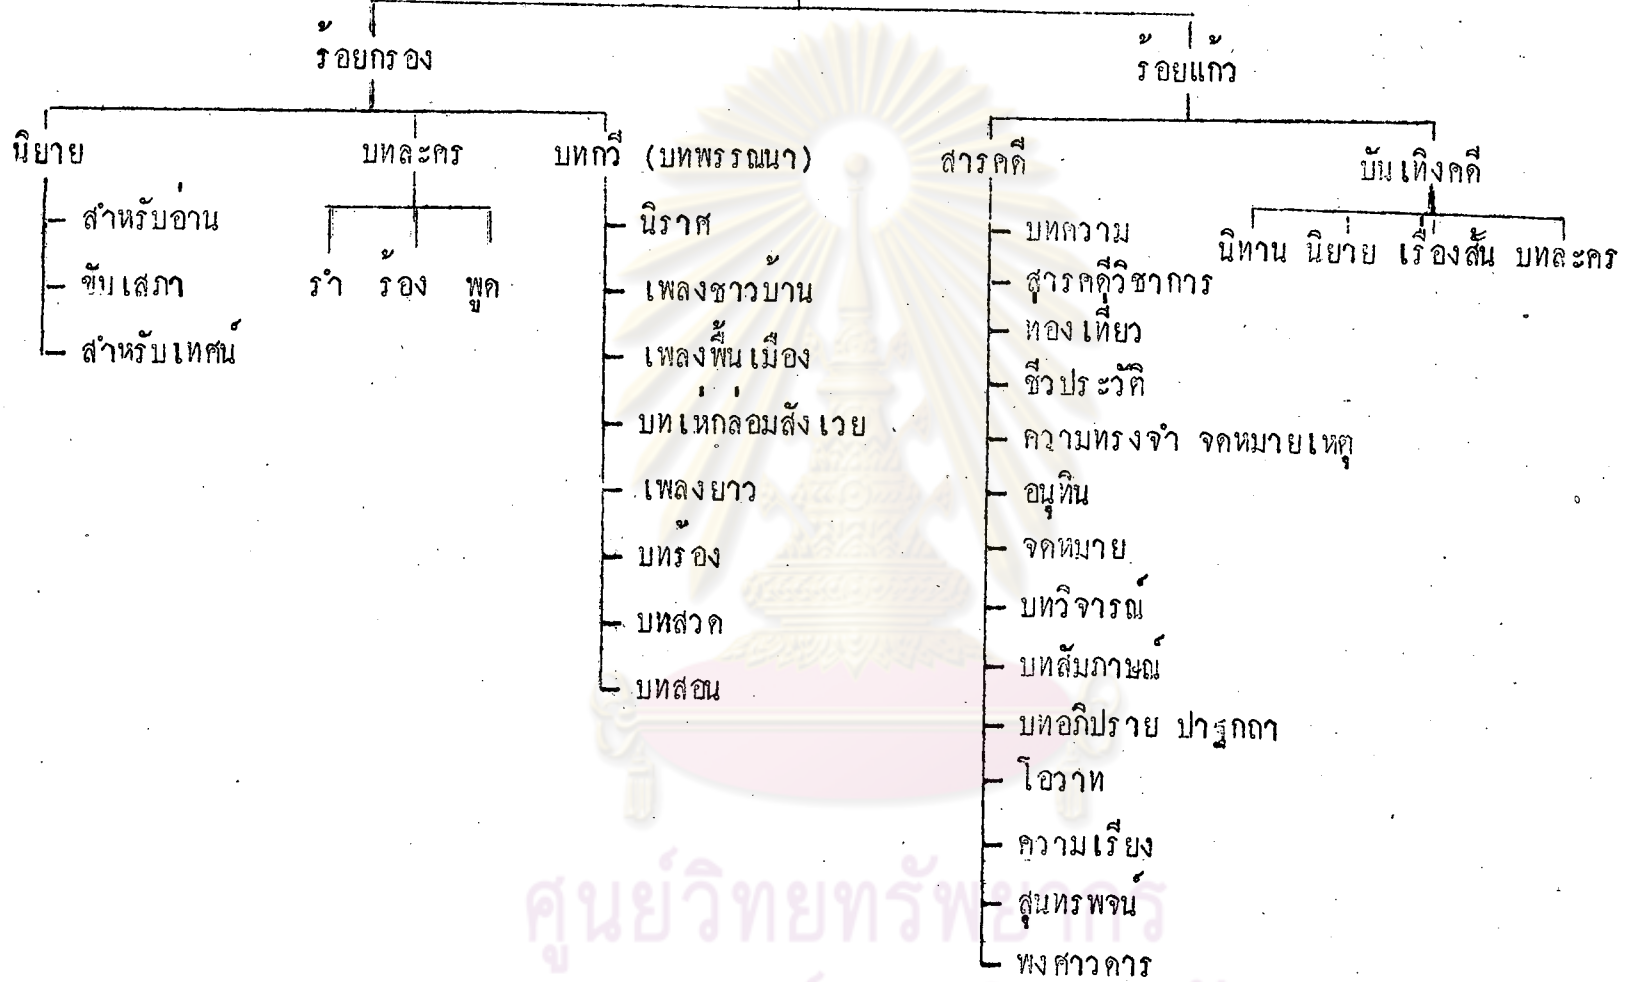 ร้อยกรอง ร้อยแก้ว
นิยาย บทละคร บทกวี (บทพรรณนา) สารคดี บันเทิงคดี
สำหรับอ่าน
ขับเสภา
สำหรับเทศน์
รำ ร้อง พูด
นิราศ
เพลงชาวบ้าน
เพลงพื้นเมือง
บทเห่กล่อมสังเวย
เพลงยาว
บทร้อง
บทสวด
บทสอน
บทความ
สารคดีวิชาการ
ท่องเที่ยว
ชีวประวัติ
ความทรงจำ จดหมายเหตุ
อนุทิน
จดหมาย
บทวิจารณ์
บทสัมภาษณ์
บทอภิปราย ปาฐกถา
โอวาท
ความเรียง
สุนทรพจน์
พงศาวดาร
นิทาน นิยาย เรื่องสั้น บทละคร
ศูนย์วิทยทรัพยากร